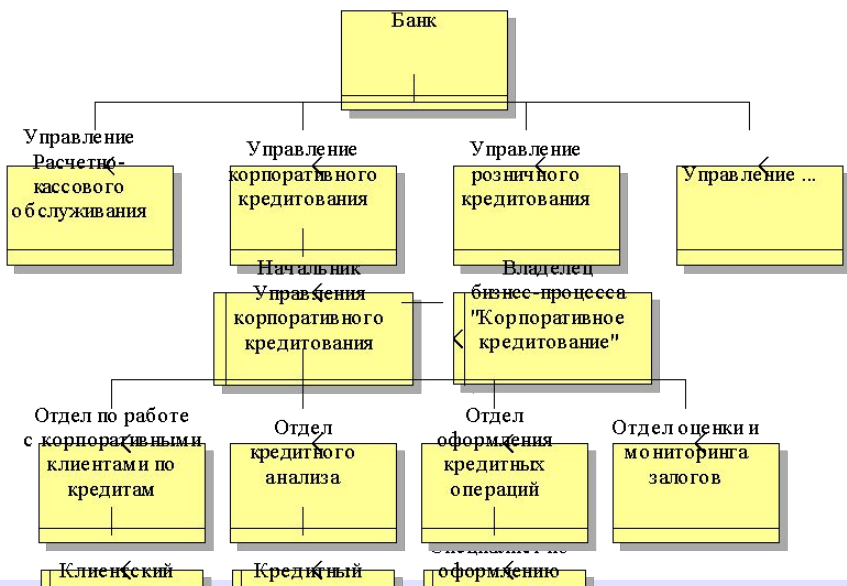 Банк
Управление
Расчетно-
кассового
обслуживания
Управление
корпоративного
кредитования
Управление
розничного
кредитования
Управление ...
Начальник
Управления
корпоративного
кредитования
Владелец
бизнес-процесса
"Корпоративное
кредитование"
Отдел по работе
с корпоративными
клиентами по
кредитам
Отдел
кредитного
анализа
Отдел
оформления
кредитных
операций
Отдел оценки и
мониторинга
залогов
Клиентский
Кредитный
оформлению